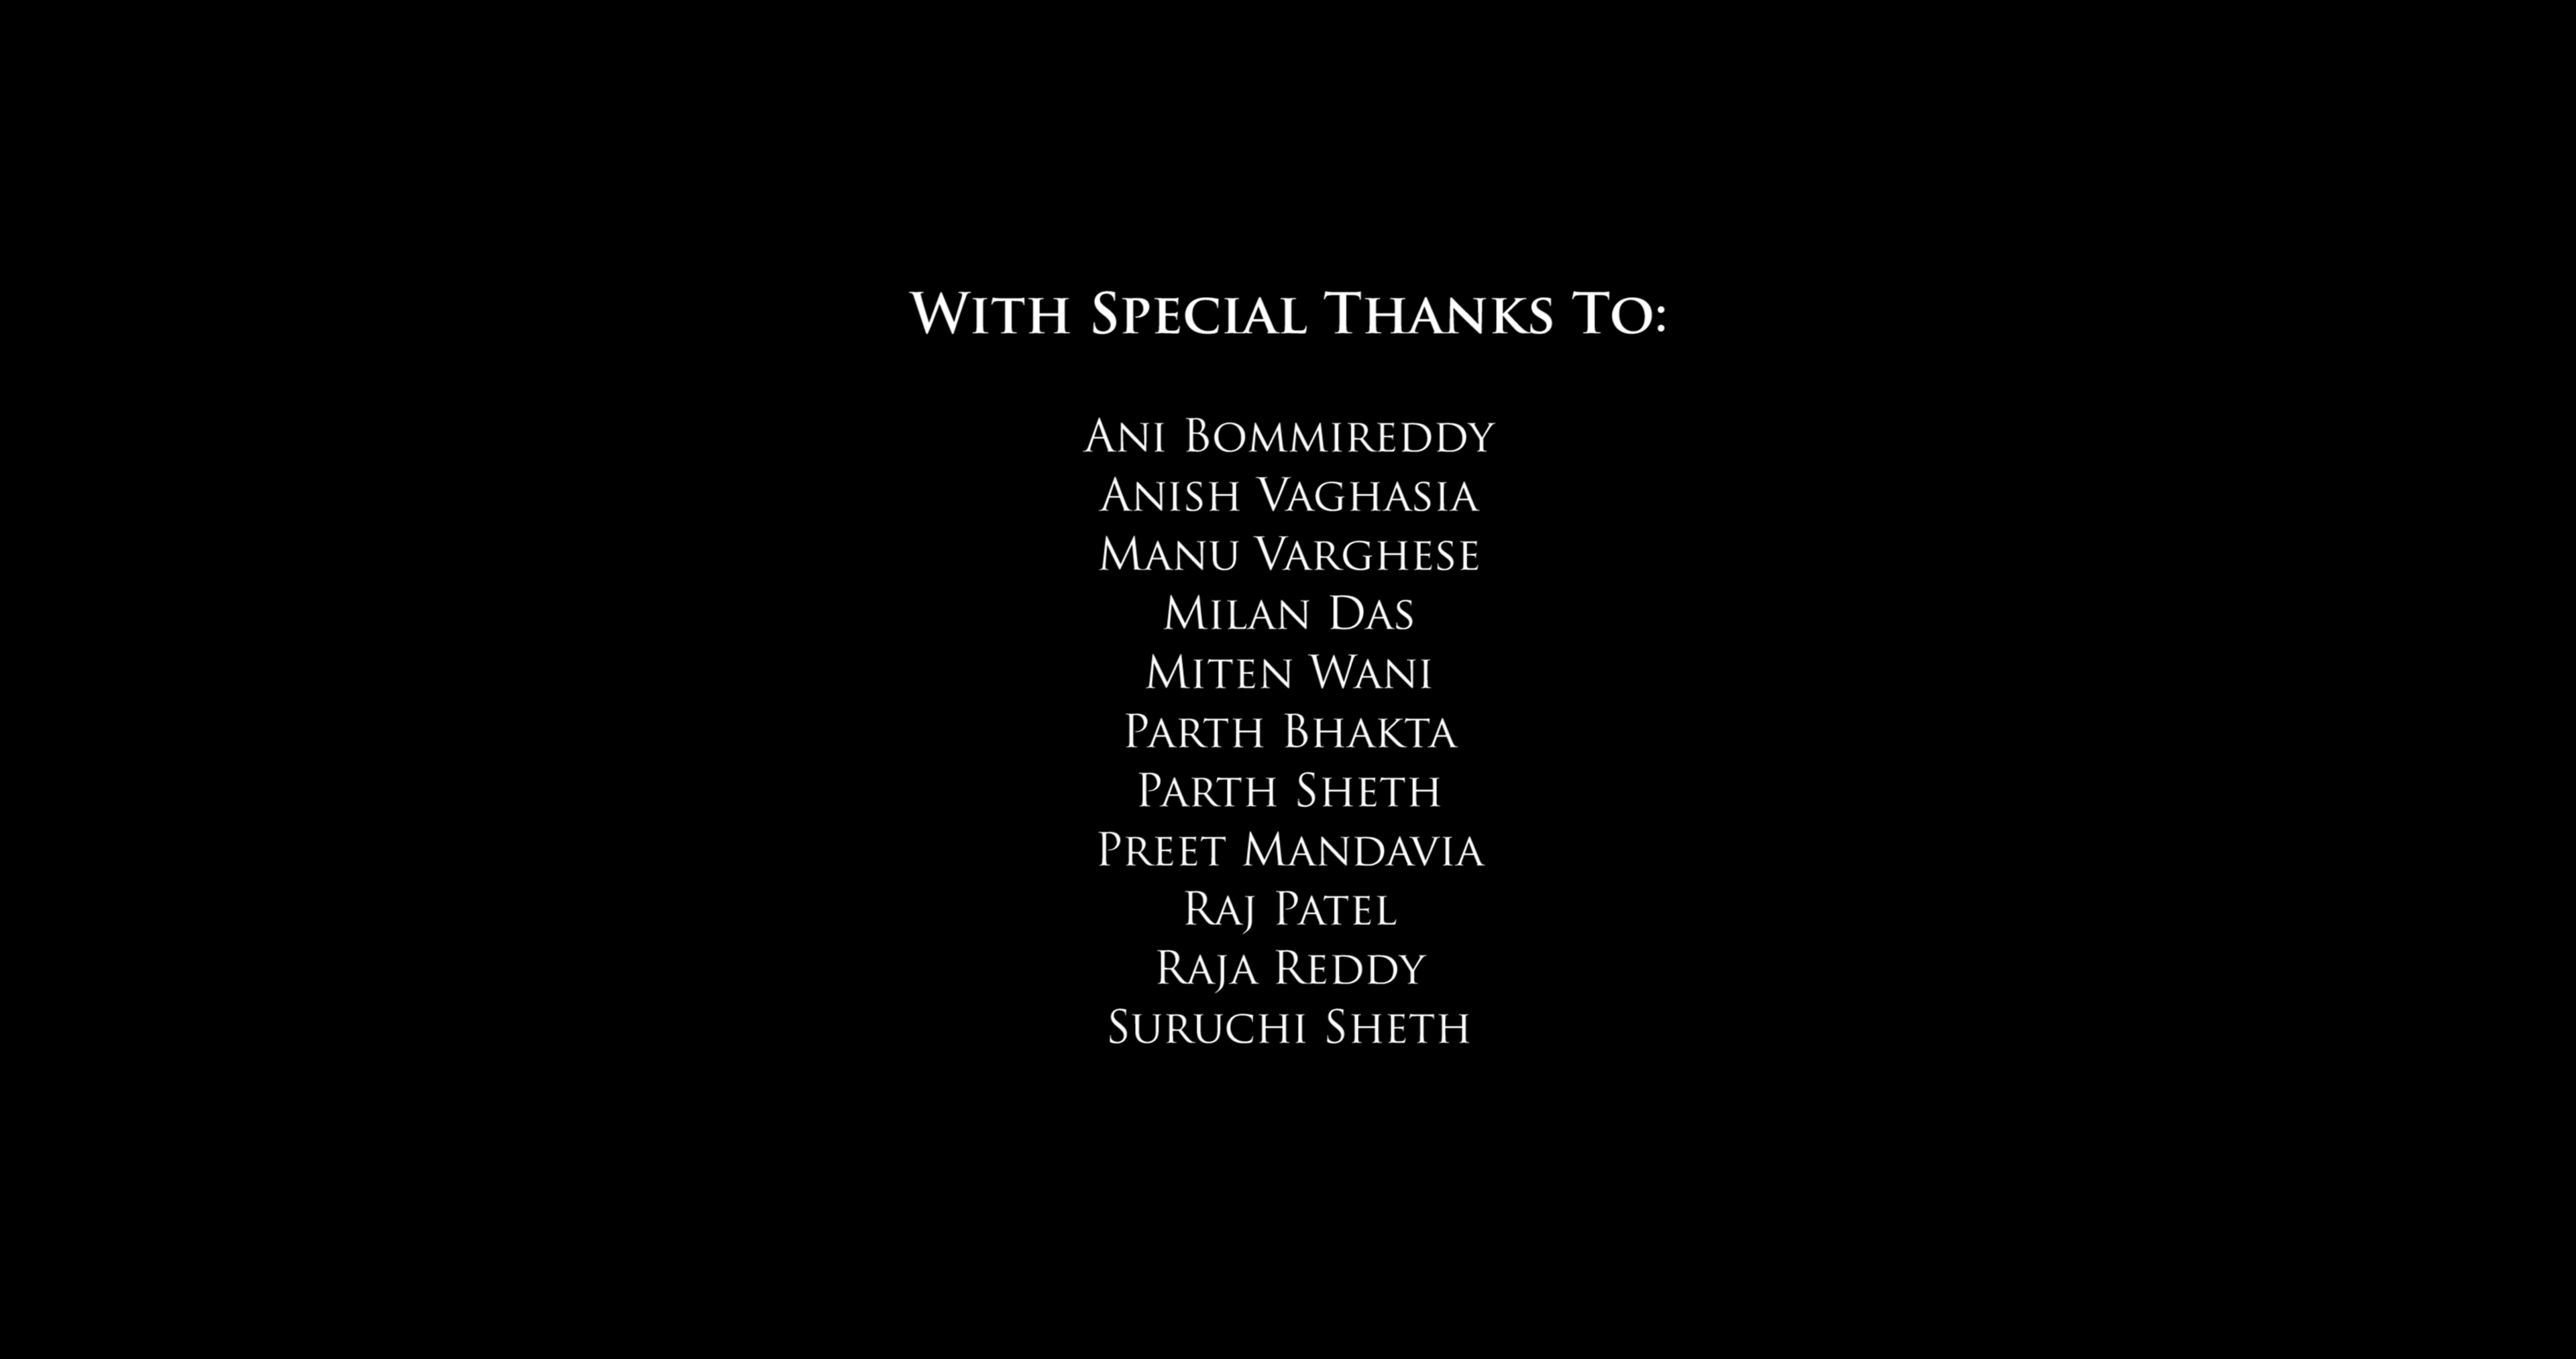 With Special Thanks To:
Ani Bommireddy
Anish Vaghasia
Manu Varghese
Milan Das
Miten Wani
Parth Bhakta
Parth Sheth
Preet Mandavia
Raj Patel
Raja Reddy
Suruchi Sheth